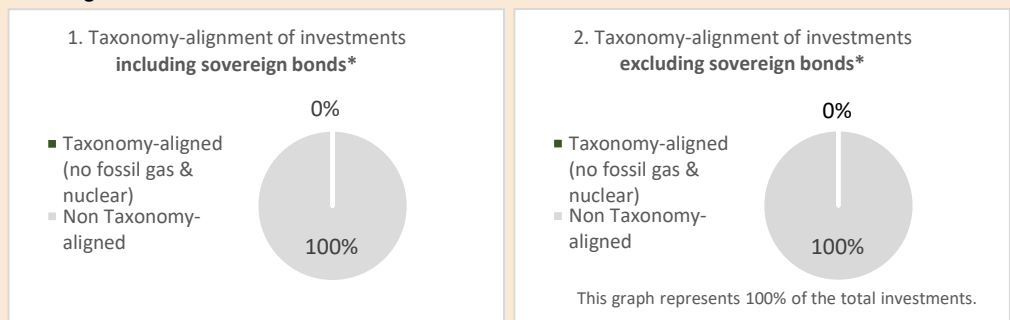 1. Taxonomy-alignment of investments
including sovereign bonds*
0%
Taxonomy-aligned
(no fossil gas &
nuclear)
Non Taxonomy-
aligned
100%
2. Taxonomy-alignment of investments
excluding sovereign bonds*
0%
Taxonomy-aligned
(no fossil gas &
nuclear)
Non Taxonomy-
aligned
100%
This graph represents 100% of the total investments.